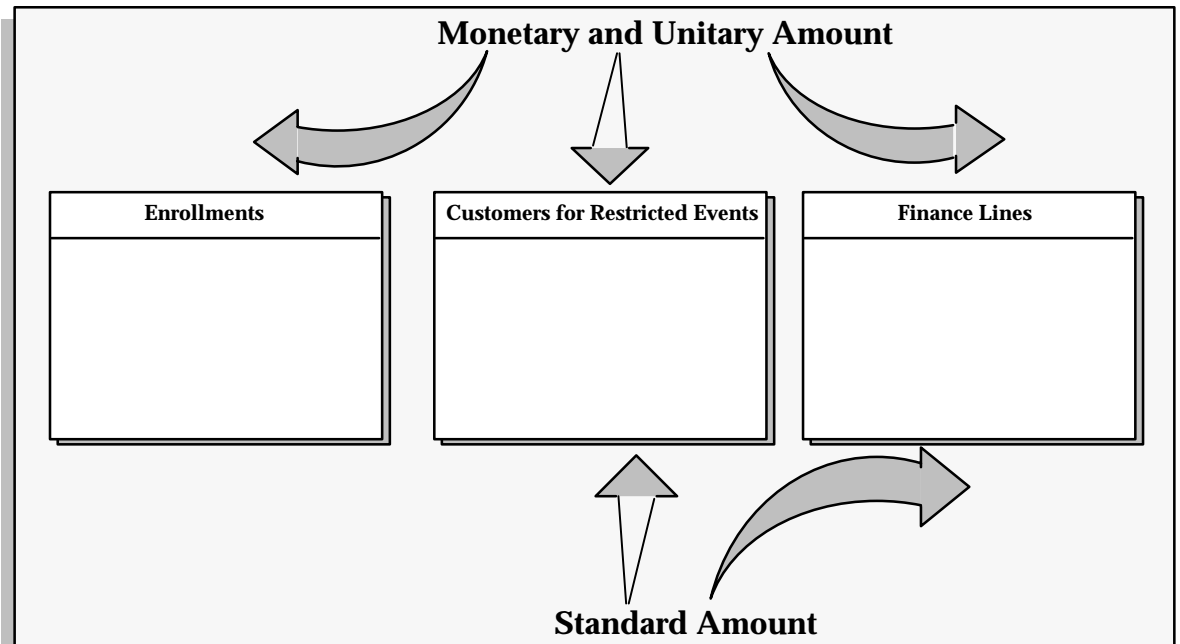 Monetary and Unitary Amount
Enrollments
Customers for Restricted Events
Finance Lines
Standard Amount